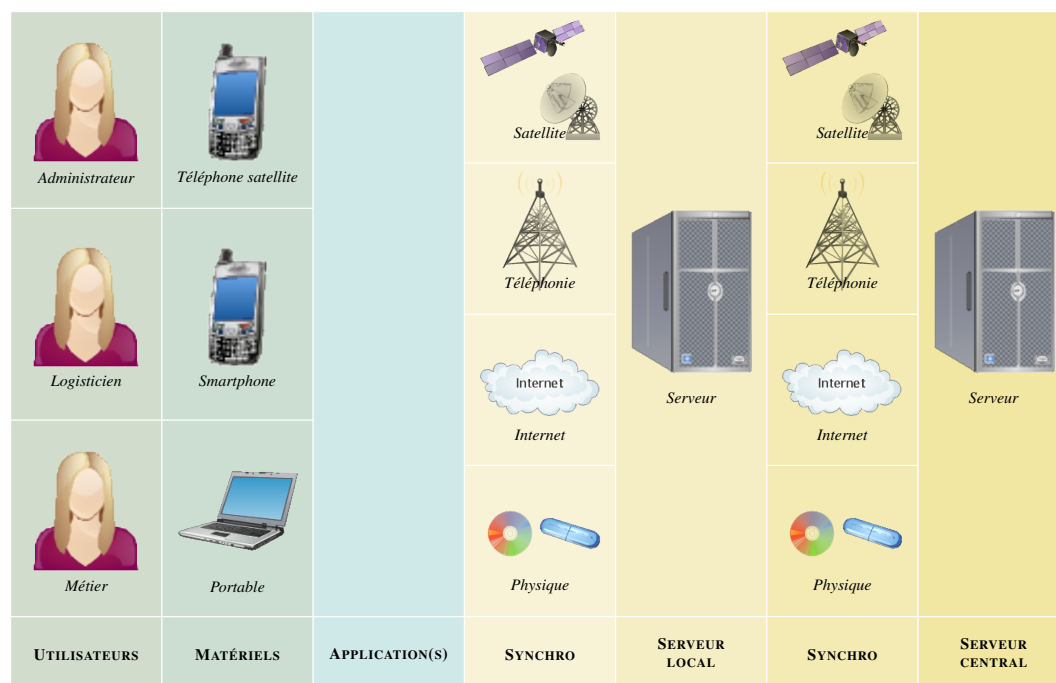 Administrateur
Téléphone satellite
Satellite
Satellite
Téléphonie
Téléphonie
Logisticien
Smartphone
Internet
Internet
Serveur
Serveur
Internet
Internet
Métier
Portable
Physique
Physique
UTILISATEURS
MATÉRIELS
APPLICATION(S)
SYNCHRO
SERVEUR
LOCAL
SYNCHRO
SERVEUR
CENTRAL